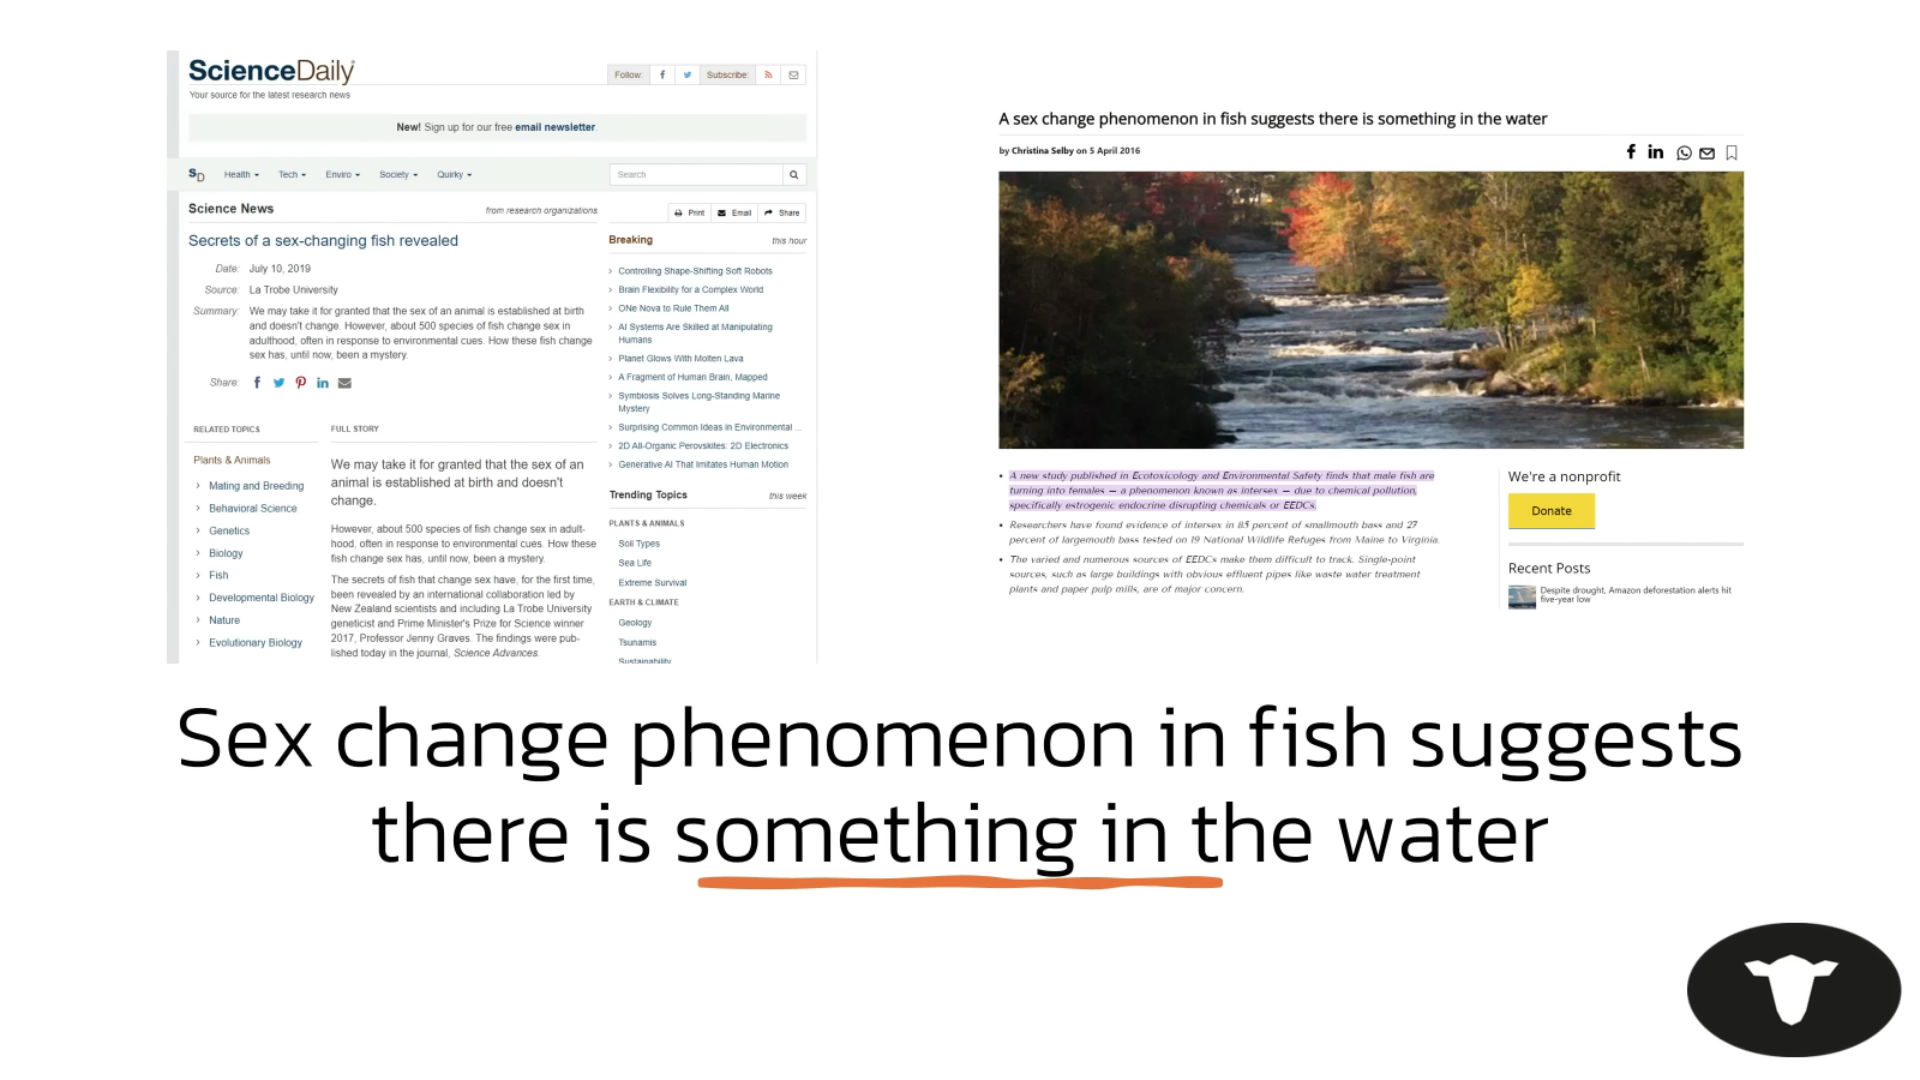 ScienceDaily
Your source for the latest research news
Follow:
Subscribe:
New! Sign up for our free email newsletter.
SD
Health
Tech
Enviro
Society
Quirky
Search
Science News
from research organizations
Print
Email
Share
Secrets of a sex-changing fish revealed
Date: July 10, 2019
Source: La Trobe University
Summary: We may take it for granted that the sex of an animal is established at birth
and doesn't change. However, about 500 species of fish change sex in
adulthood, often in response to environmental cues. How these fish change
sex has, until now, been a mystery.
Share:
RELATED TOPICS
Plants & Animals
› Mating and Breeding
› Behavioral Science
› Genetics
› Biology
› Fish
› Developmental Biology
› Nature
› Evolutionary Biology
FULL STORY
We may take it for granted that the sex of an
animal is established at birth and doesn't
change.
However, about 500 species of fish change sex in adult-
hood, often in response to environmental cues. How these
fish change sex has, until now, been a mystery.
The secrets of fish that change sex have, for the first time,
been revealed by an international collaboration led by
New Zealand scientists and including La Trobe University
geneticist and Prime Minister's Prize for Science winner
2017, Professor Jenny Graves. The findings were pub-
lished today in the journal, Science Advances.
Breaking
this hour
› Controlling Shape-Shifting Soft Robots
› Brain Flexibility for a Complex World
› ONe Nova to Rule Them All
› AI Systems Are Skilled at Manipulating
Humans
› Planet Glows With Molten Lava
› A Fragment of Human Brain, Mapped
› Symbiosis Solves Long-Standing Marine
Mystery
› Surprising Common Ideas in Environmental ...
› 2D All-Organic Perovskites: 2D Electronics
› Generative AI That Imitates Human Motion
Trending Topics
this week
PLANTS & ANIMALS
Soil Types
Sea Life
Extreme Survival
EARTH & CLIMATE
Geology
Tsunamis
Sustainability
A sex change phenomenon in fish suggests there is something in the water
by Christina Selby on 5 April 2016
• A new study published in Ecotoxicology and Environmental Safety finds that male fish are
turning into females — a phenomenon known as intersex — due to chemical pollution,
specifically estrogenic endocrine disrupting chemicals or EEDCs.
• Researchers have found evidence of intersex in 85 percent of smallmouth bass and 27
percent of largemouth bass tested on 19 National Wildlife Refuges from Maine to Virginia.
• The varied and numerous sources of EEDCs make them difficult to track. Single-point
sources, such as large buildings with obvious effluent pipes like waste water treatment
plants and paper pulp mills, are of major concern.
We're a nonprofit
Donate
Recent Posts
Despite drought, Amazon deforestation alerts hit
five-year low
Sex change phenomenon in fish suggests
there is something in the water